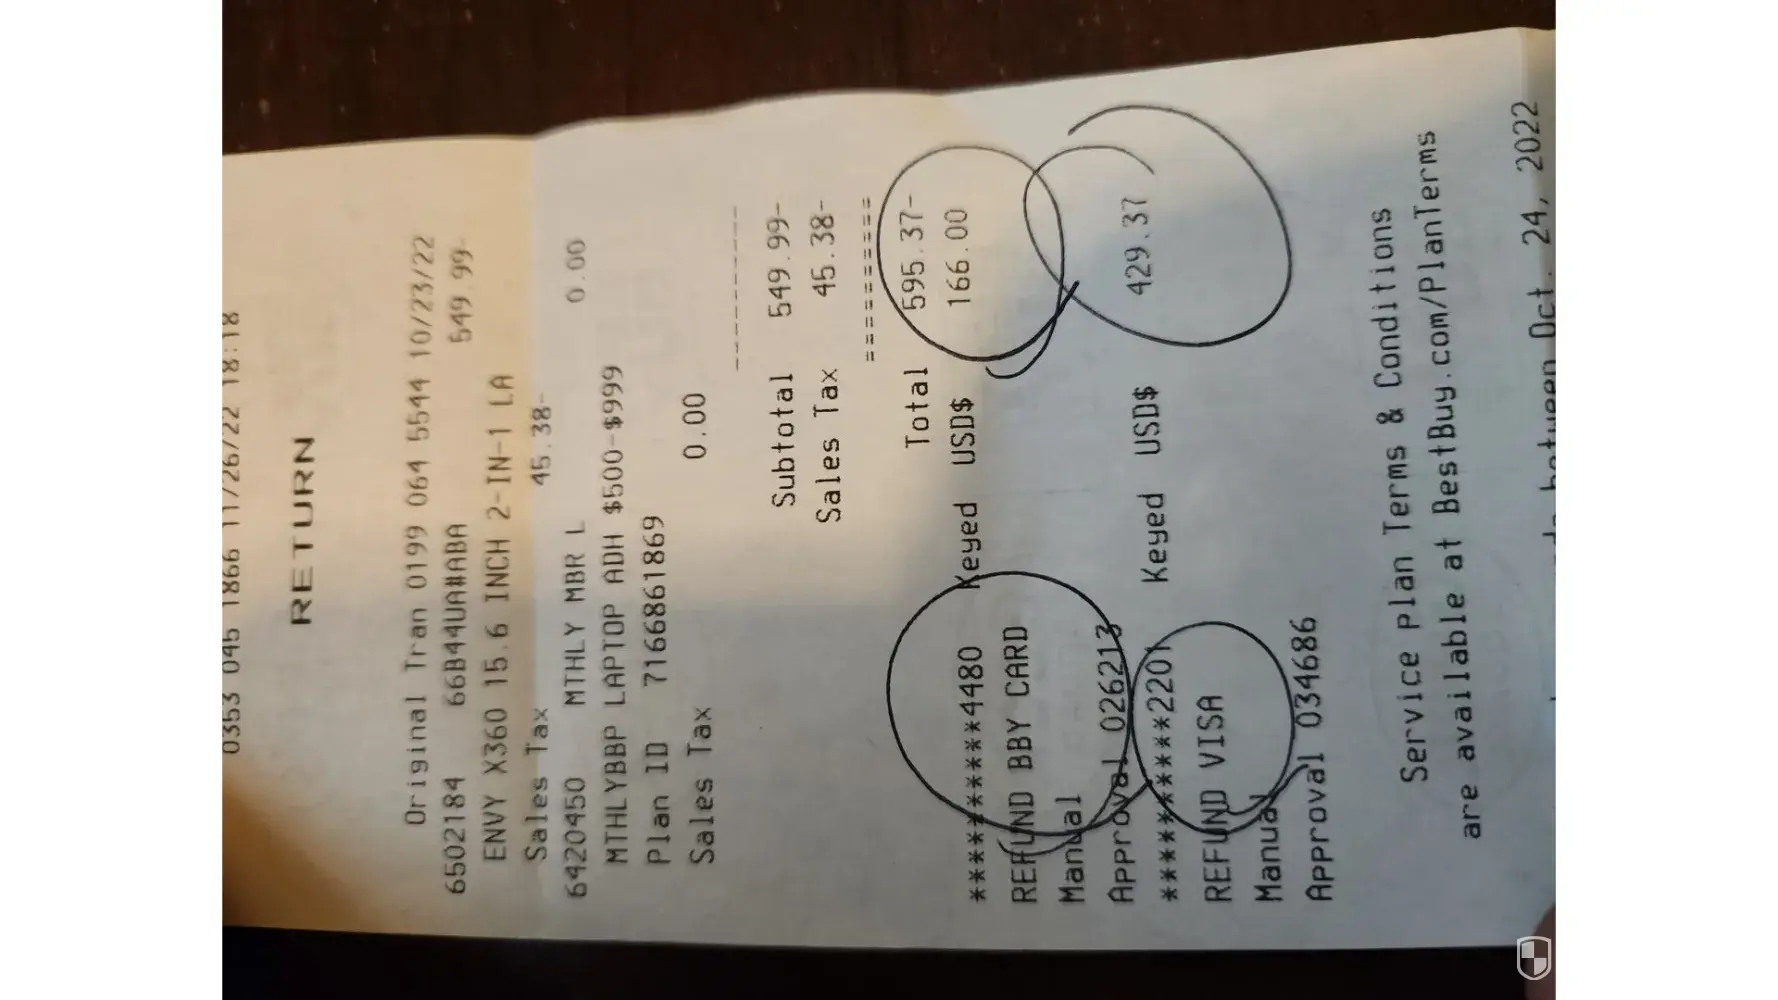 0353 045 1866 11/26/22 18:18
RETURN
Original Tran 0199 064 5544 10/23/22
6502184 66B44UA#ABA 549.99-
ENVY X360 15.6 INCH 2-IN-1 LA
Sales Tax 45.38-
6420450 MTHLY MBR L 0.00
MTHLYBBP LAPTOP ADH $500-$999
Plan ID 7166861869
Sales Tax 0.00
----------
Subtotal 549.99-
Sales Tax 45.38-
==========
Total 595.37-
************4480 Keyed USD$ 166.00
REFUND BBY CARD
Manual
Approval 026213
************2201 Keyed USD$ 429.37
REFUND VISA
Manual
Approval 034686
Service Plan Terms & Conditions
are available at BestBuy.com/PlanTerms
between Oct. 24, 2022